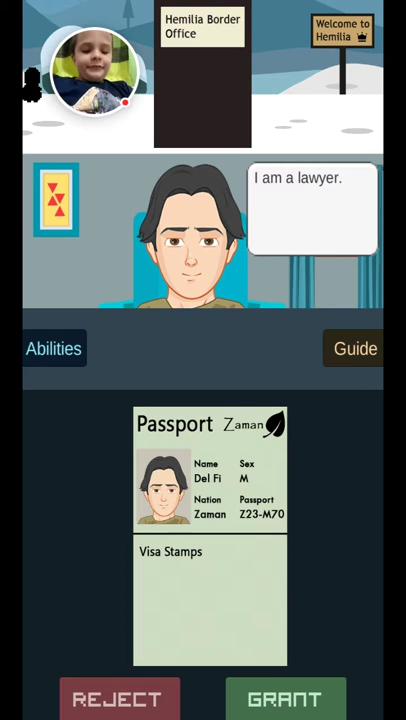 Hemilia Border
Office
Welcome to
Hemilia
I am a lawyer.
Abilities
Guide
Passport Zaman
Name Sex
Del Fi M
Nation Passport
Zaman Z23-M70
Visa Stamps
REJECT
GRANT